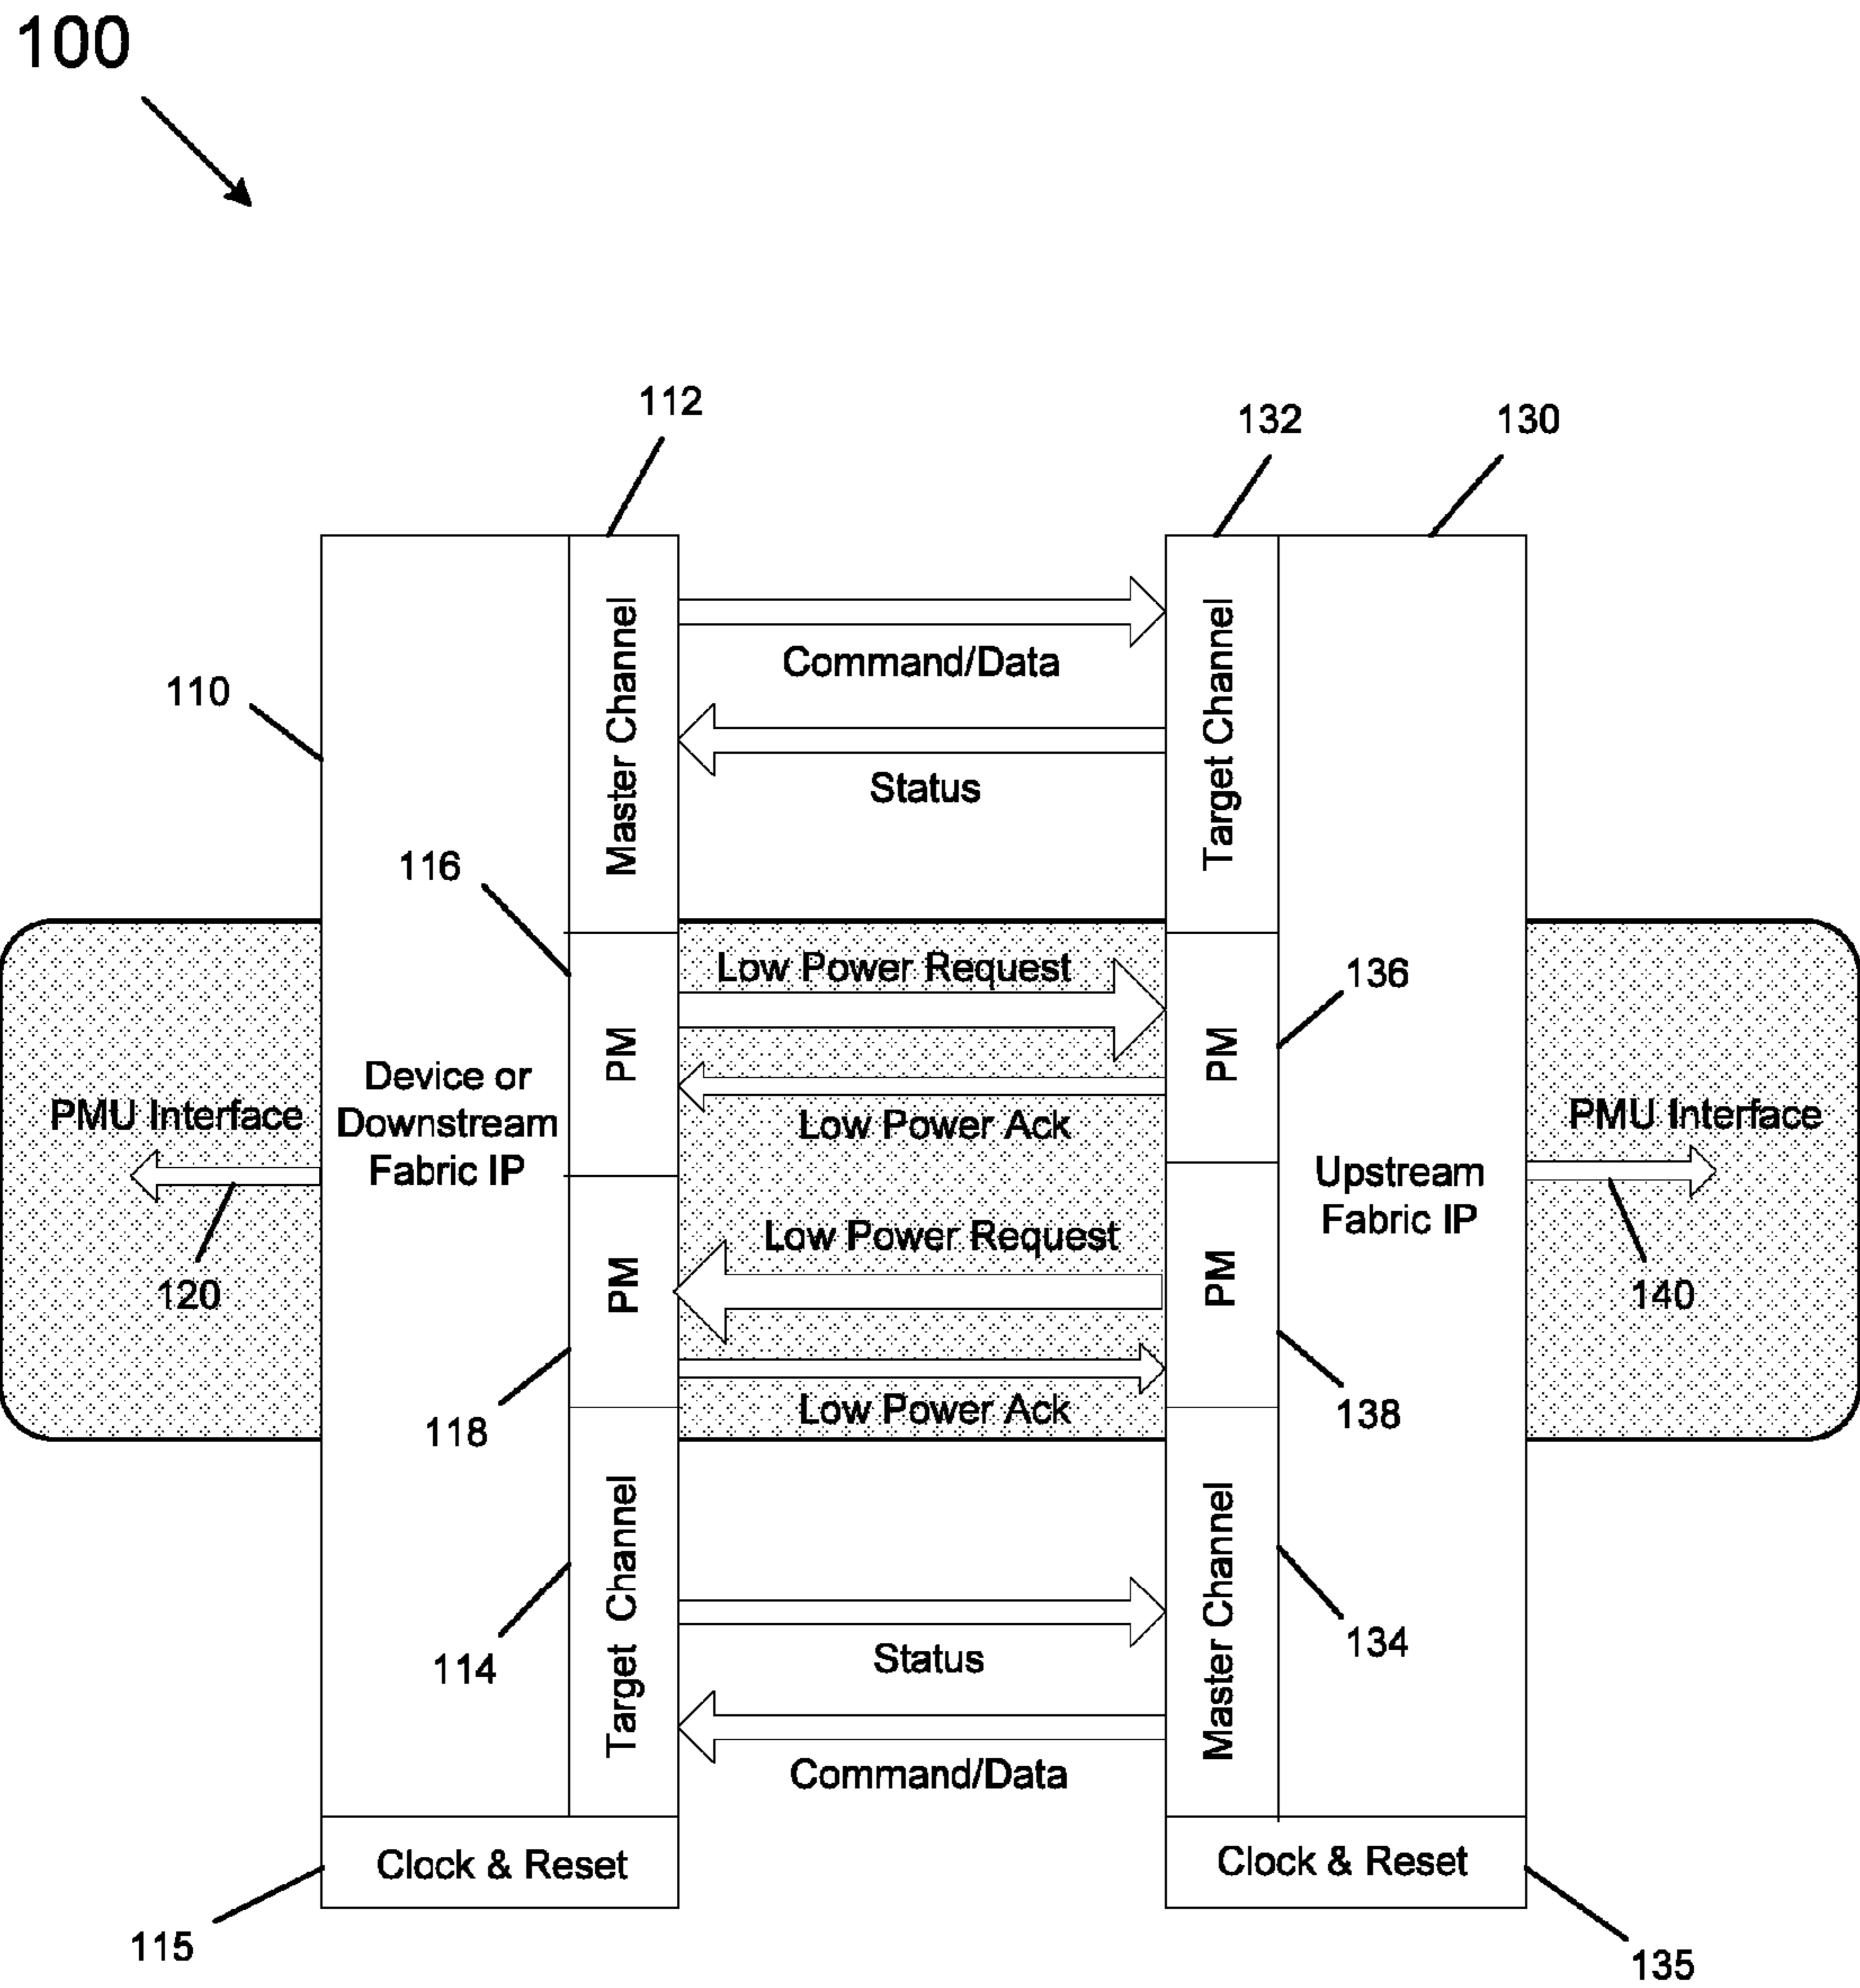 100
112
132
130
Master Channel
Target Channel
Command/Data
110
Status
116
Low Power Request
136
PM
PM
Device or
Downstream
Fabric IP
PMU Interface
Low Power Ack
PMU Interface
Upstream
Fabric IP
120
Low Power Request
140
PM
PM
118
Low Power Ack
138
Target Channel
Master Channel
114
Status
134
Command/Data
Clock & Reset
Clock & Reset
115
135